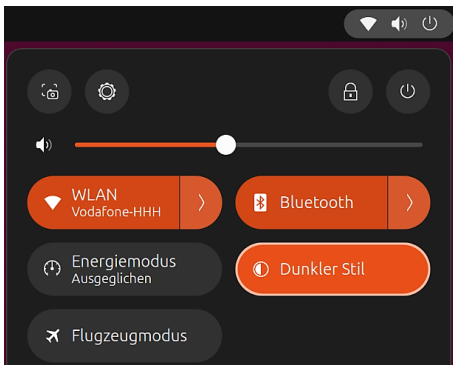 WLAN
Vodafone-HHH
Bluetooth
Energiemodus
Ausgeglichen
Dunkler Stil
Flugzeugmodus